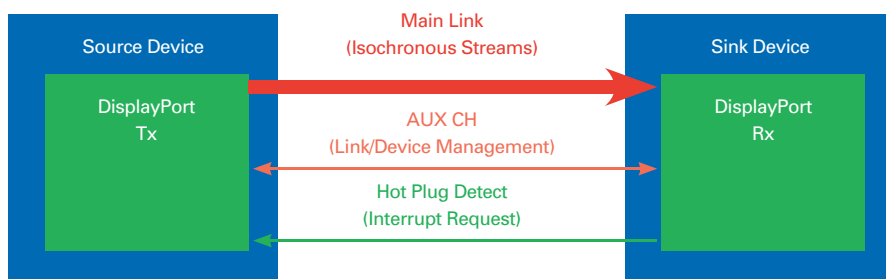 Source Device
DisplayPort
Tx
Main Link
(Isochronous Streams)
AUX CH
(Link/Device Management)
Hot Plug Detect
(Interrupt Request)
Sink Device
DisplayPort
Rx